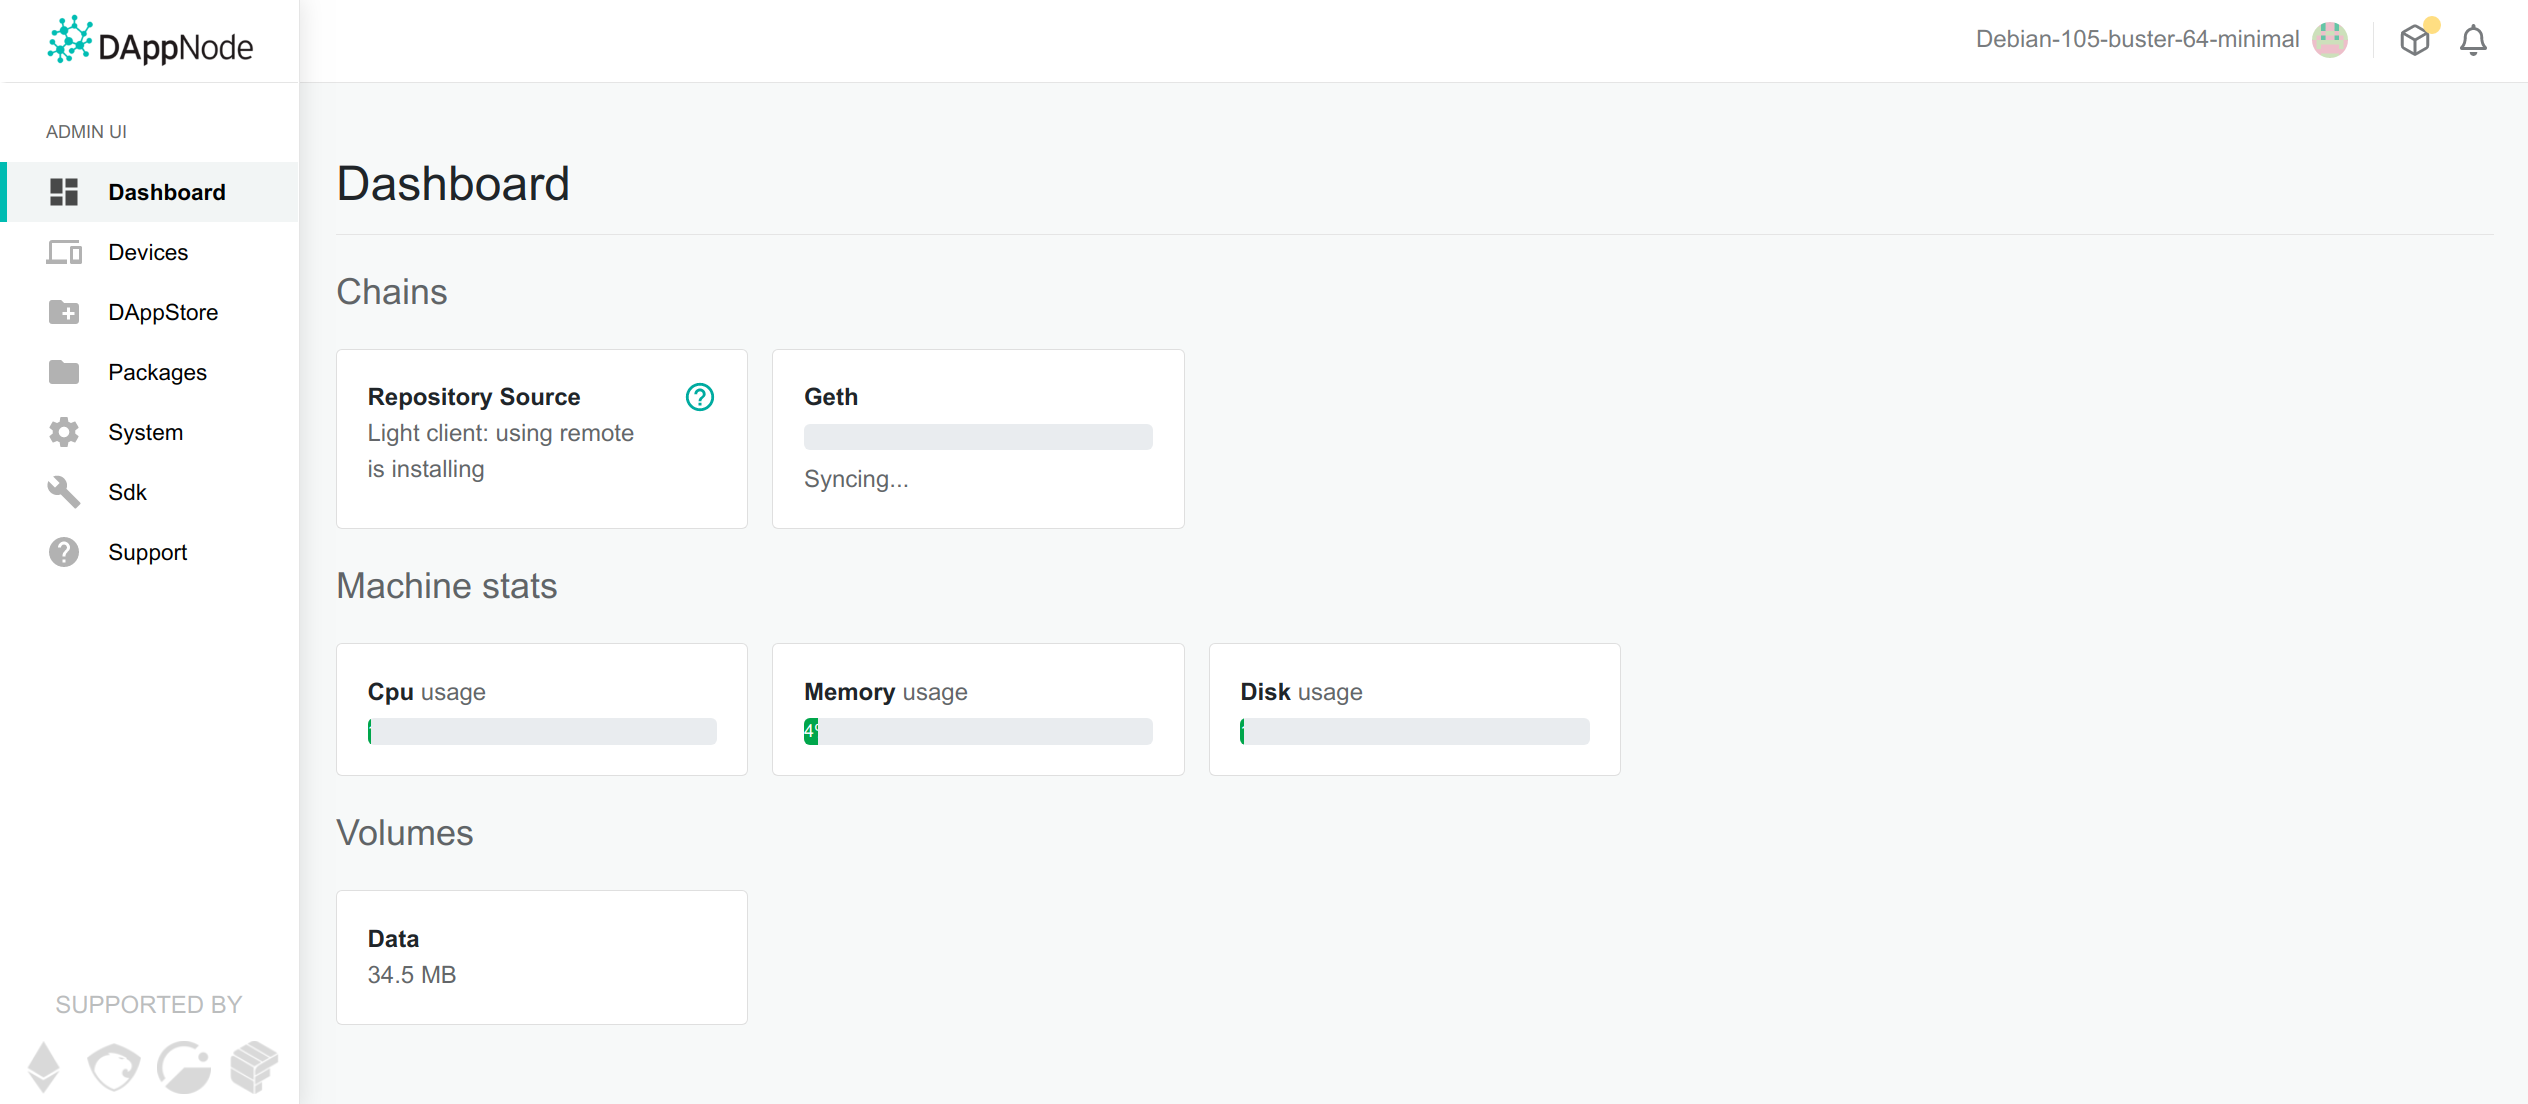 DAppNode
Debian-105-buster-64-minimal
ADMIN UI
Dashboard
Devices
DAppStore
Packages
System
Sdk
Support
SUPPORTED BY
Dashboard
Chains
Repository Source
Light client: using remote
is installing
Geth
Syncing...
Machine stats
Cpu usage
Memory usage
Disk usage
Volumes
Data
34.5 MB